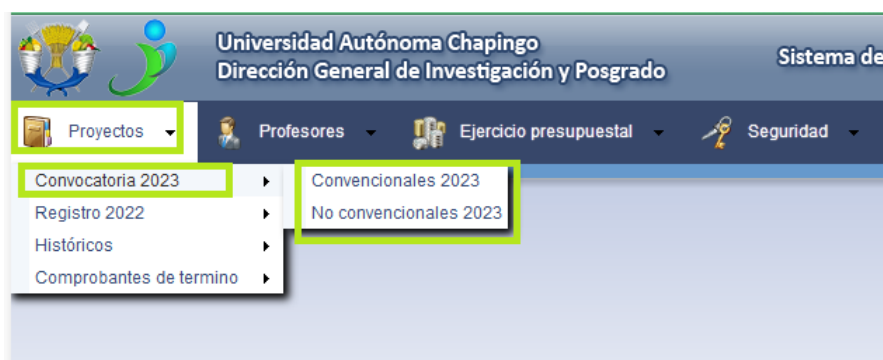 Universidad Autónoma Chapingo
Dirección General de Investigación y Posgrado
Sistema de
Proyectos
Profesores
Ejercicio presupuestal
Seguridad
Convocatoria 2023
Convencionales 2023
Registro 2022
No convencionales 2023
Históricos
Comprobantes de termino